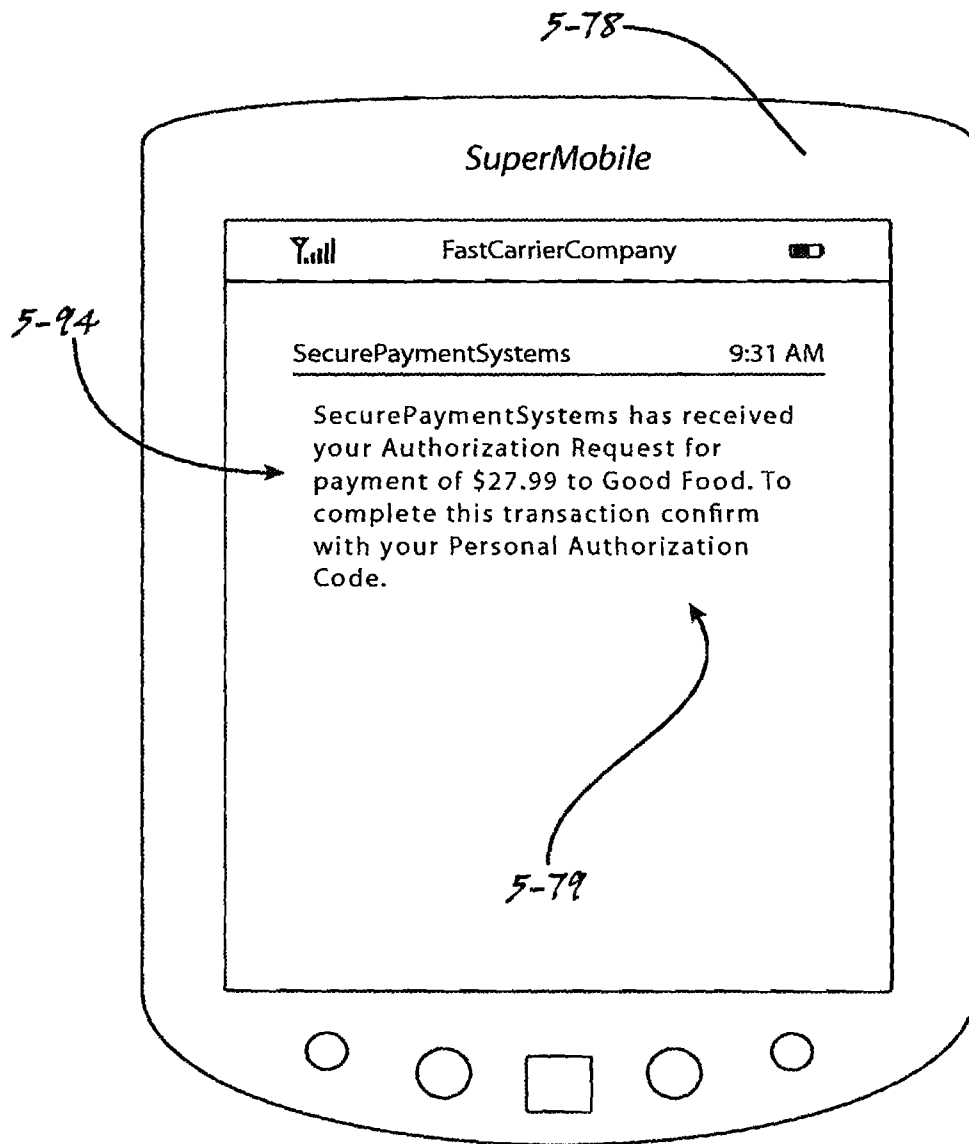 5-78
SuperMobile
FastCarrierCompany
5-94
SecurePaymentSystems 9:31 AM
SecurePaymentSystems has received
your Authorization Request for
payment of $27.99 to Good Food. To
complete this transaction confirm
with your Personal Authorization
Code.
5-79